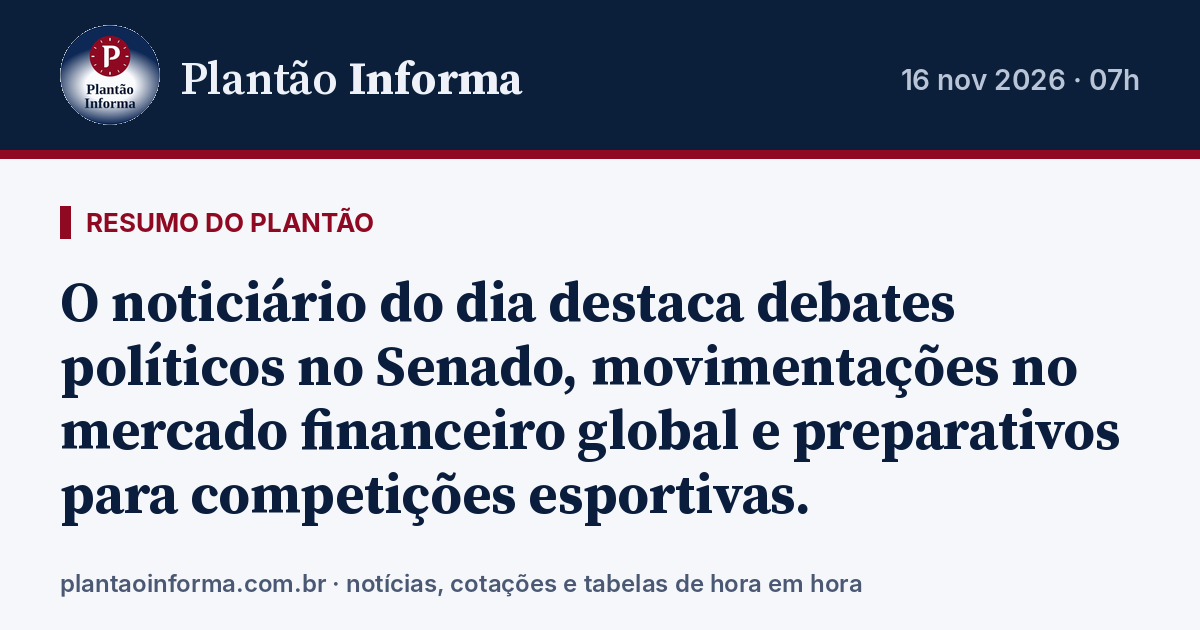 P
Plantão
Informa
Plantão Informa
16 nov 2026 · 07h
RESUMO DO PLANTÃO
O noticiário do dia destaca debates
políticos no Senado, movimentações no
mercado financeiro global e preparativos
para competições esportivas.
plantaoinforma.com.br · notícias, cotações e tabelas de hora em hora